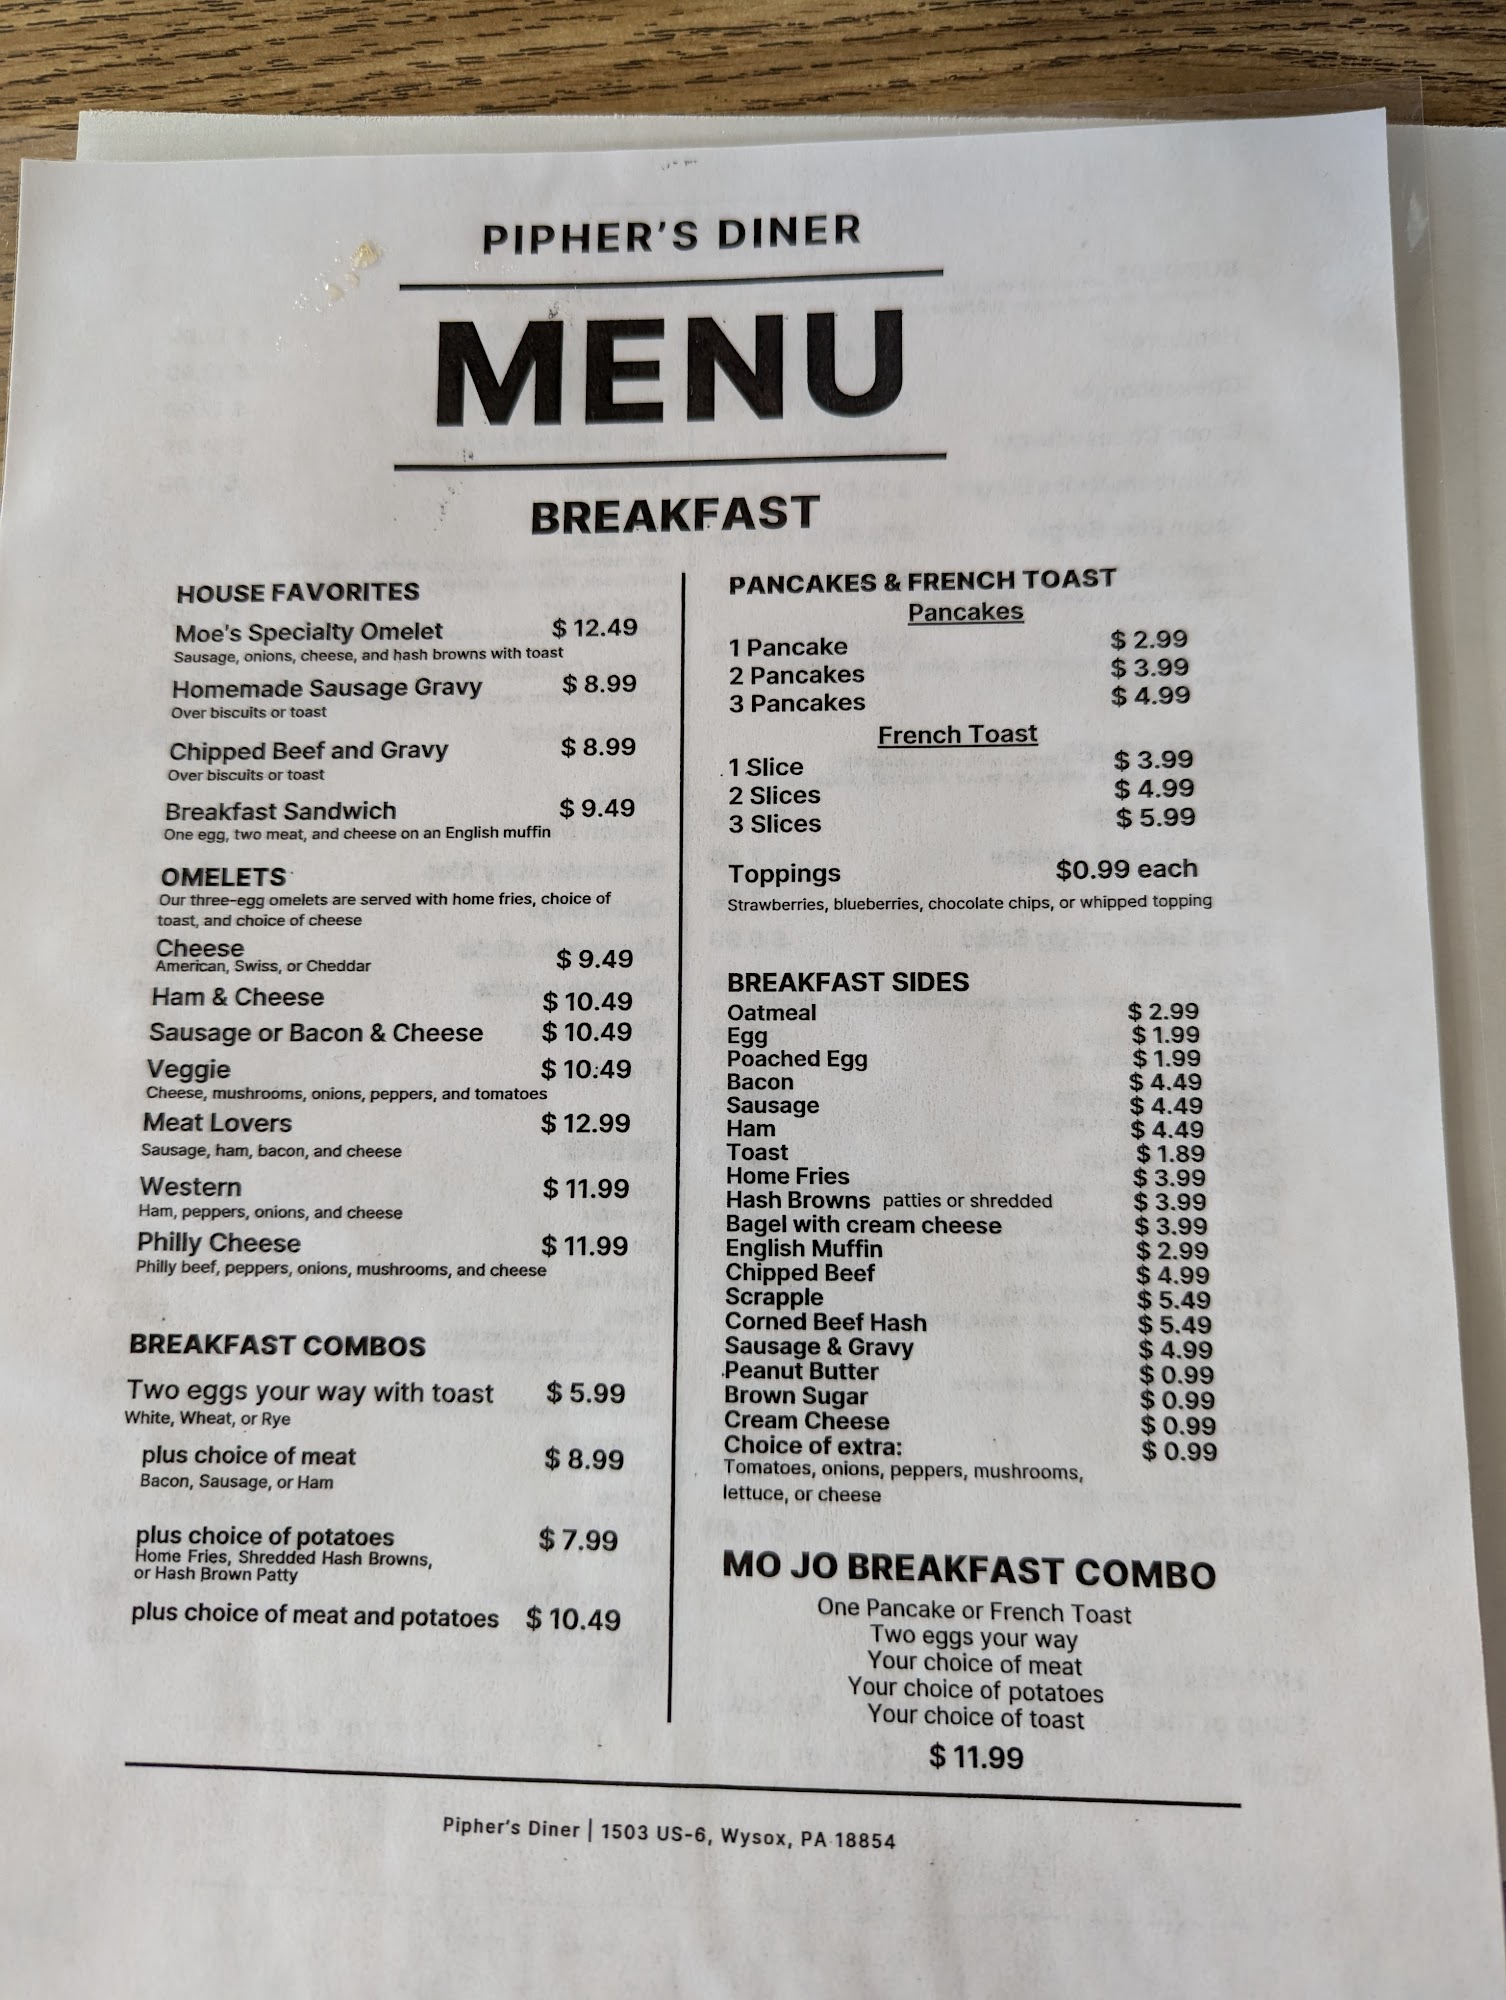 PIPHER'S DINER
MENU
BREAKFAST
HOUSE FAVORITES
Moe's Specialty Omelet $ 12.49
Sausage, onions, cheese, and hash browns with toast
Homemade Sausage Gravy $ 8.99
Over biscuits or toast
Chipped Beef and Gravy $ 8.99
Over biscuits or toast
Breakfast Sandwich $ 9.49
One egg, two meat, and cheese on an English muffin
OMELETS
Our three-egg omelets are served with home fries, choice of
toast, and choice of cheese
Cheese $ 9.49
American, Swiss, or Cheddar
Ham & Cheese $ 10.49
Sausage or Bacon & Cheese $ 10.49
Veggie $ 10.49
Cheese, mushrooms, onions, peppers, and tomatoes
Meat Lovers $ 12.99
Sausage, ham, bacon, and cheese
Western $ 11.99
Ham, peppers, onions, and cheese
Philly Cheese $ 11.99
Philly beef, peppers, onions, mushrooms, and cheese
BREAKFAST COMBOS
Two eggs your way with toast $ 5.99
White, Wheat, or Rye
plus choice of meat $ 8.99
Bacon, Sausage, or Ham
plus choice of potatoes $ 7.99
Home Fries, Shredded Hash Browns,
or Hash Brown Patty
plus choice of meat and potatoes $ 10.49
PANCAKES & FRENCH TOAST
Pancakes
1 Pancake $ 2.99
2 Pancakes $ 3.99
3 Pancakes $ 4.99
French Toast
1 Slice $ 3.99
2 Slices $ 4.99
3 Slices $ 5.99
Toppings $0.99 each
Strawberries, blueberries, chocolate chips, or whipped topping
BREAKFAST SIDES
Oatmeal $ 2.99
Egg $ 1.99
Poached Egg $ 1.99
Bacon $ 4.49
Sausage $ 4.49
Ham $ 4.49
Toast $ 1.89
Home Fries $ 3.99
Hash Browns patties or shredded $ 3.99
Bagel with cream cheese $ 3.99
English Muffin $ 2.99
Chipped Beef $ 4.99
Scrapple $ 5.49
Corned Beef Hash $ 5.49
Sausage & Gravy $ 4.99
Peanut Butter $ 0.99
Brown Sugar $ 0.99
Cream Cheese $ 0.99
Choice of extra: $ 0.99
Tomatoes, onions, peppers, mushrooms,
lettuce, or cheese
MO JO BREAKFAST COMBO
One Pancake or French Toast
Two eggs your way
Your choice of meat
Your choice of potatoes
Your choice of toast
$ 11.99
Pipher's Diner | 1503 US-6, Wysox, PA 18854